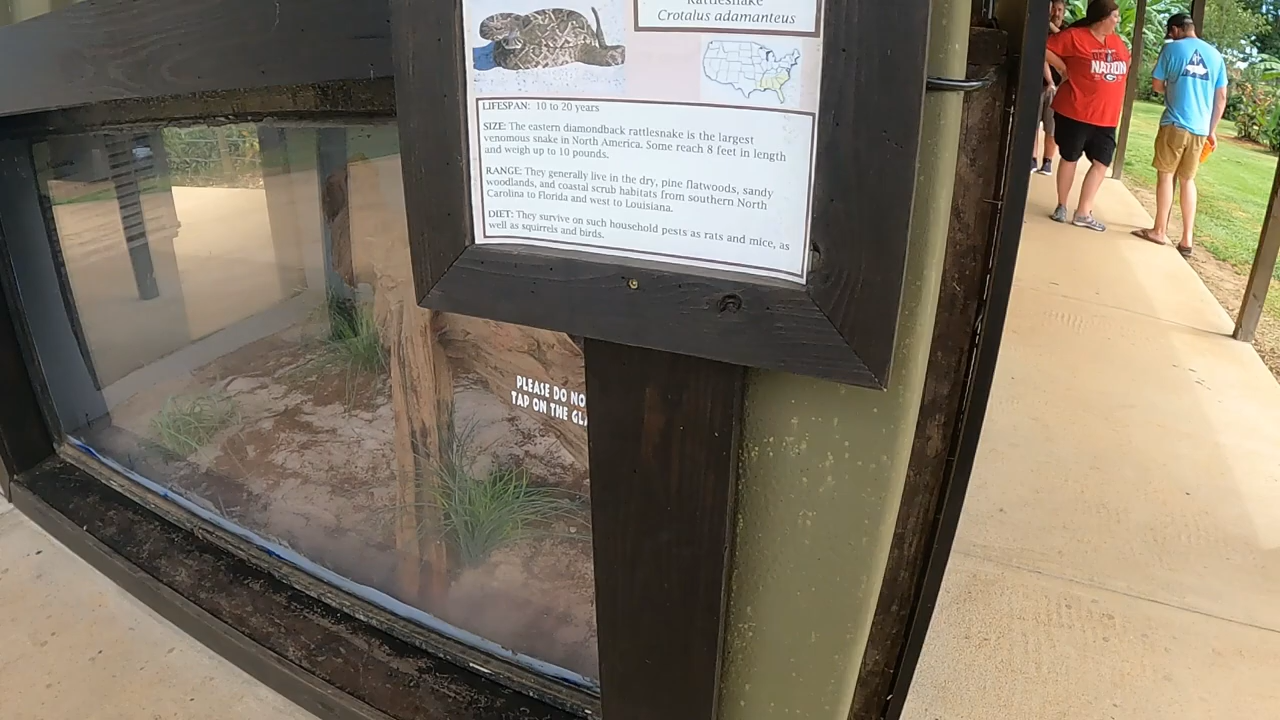 Rattlesnake
Crotalus adamanteus
LIFESPAN: 10 to 20 years
SIZE: The eastern diamondback rattlesnake is the largest
venomous snake in North America. Some reach 8 feet in length
and weigh up to 10 pounds.
RANGE: They generally live in the dry, pine flatwoods, sandy
woodlands, and coastal scrub habitats from southern North
Carolina to Florida and west to Louisiana.
DIET: They survive on such household pests as rats and mice, as
well as squirrels and birds.
PLEASE DO NO
TAP ON THE GLA
NATION
G